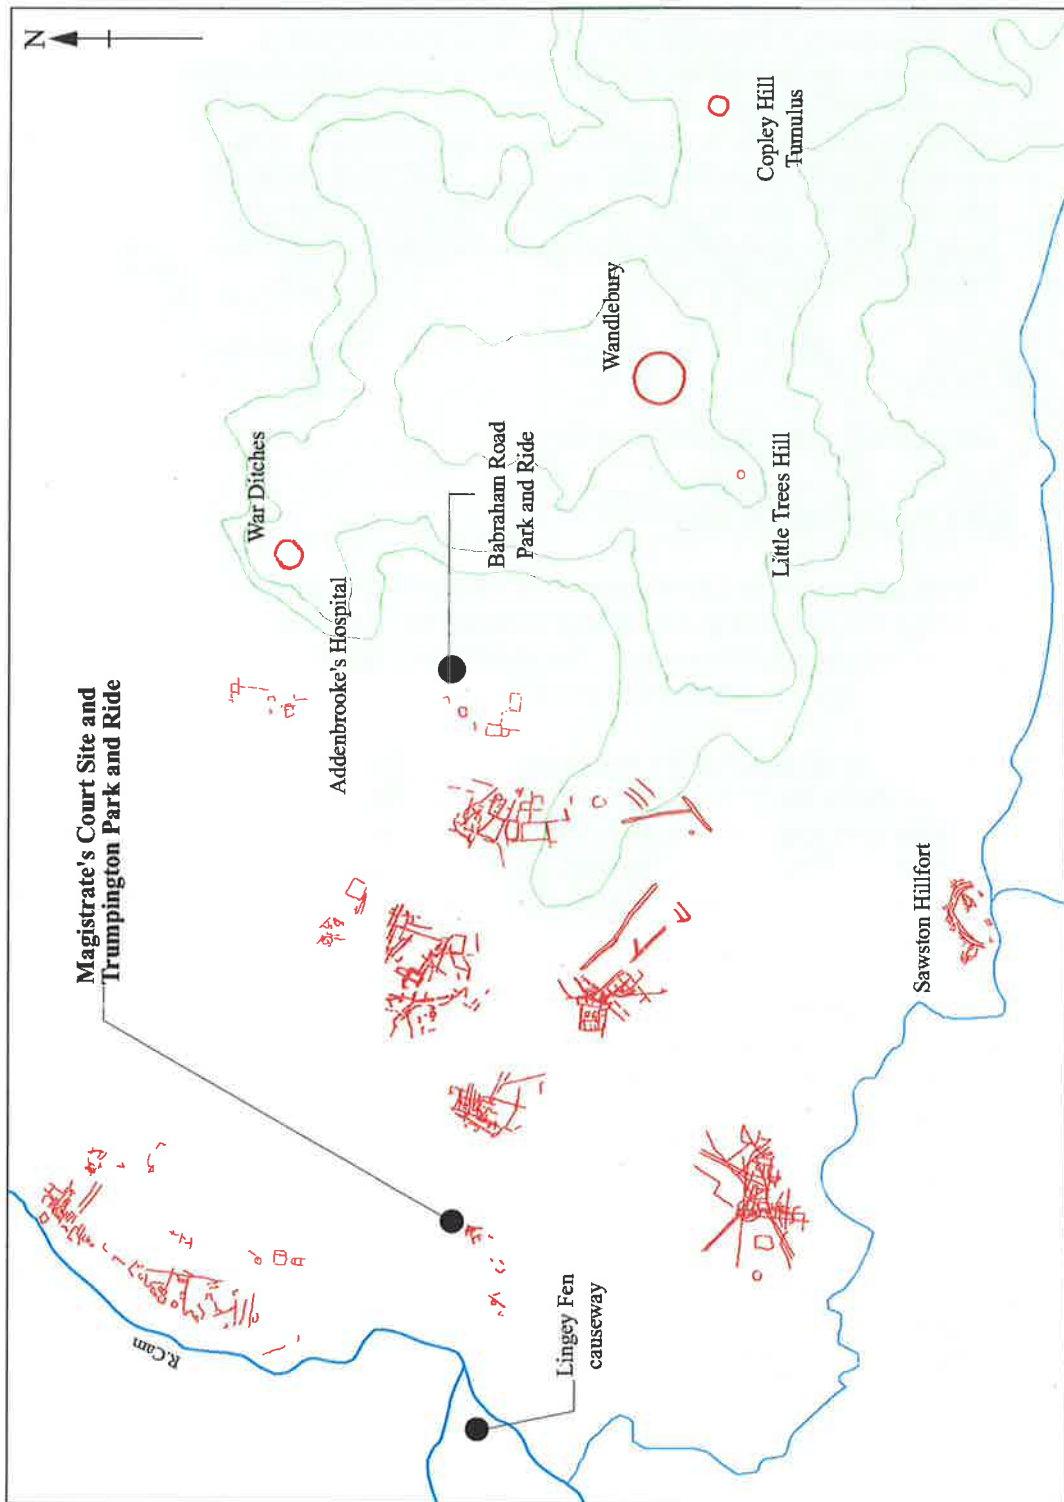 N
Magistrate's Court Site and
Trumpington Park and Ride
War Ditches
Addenbrooke's Hospital
Babraham Road
Park and Ride
Wandlebury
Copley Hill
Tumulus
Little Trees Hill
Sawston Hillfort
R.Cam
Lingey Fen
causeway